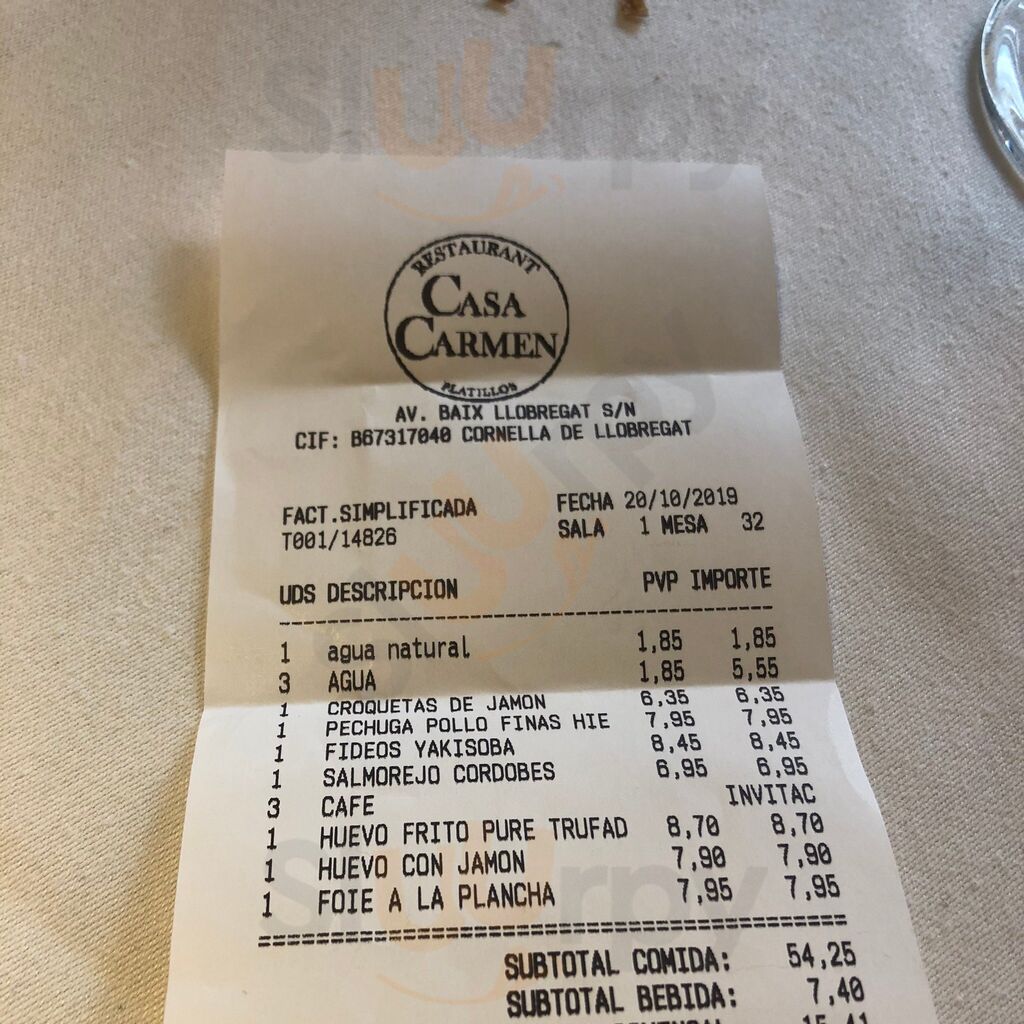 RESTAURANT
CASA
CARMEN
PLATILLOS
AV. BAIX LLOBREGAT S/N
CIF: B67317040 CORNELLA DE LLOBREGAT
FACT.SIMPLIFICADA FECHA 20/10/2019
T001/14826 SALA 1 MESA 32
UDS DESCRIPCION PVP IMPORTE
1 agua natural 1,85 1,85
3 AGUA 1,85 5,55
1 CROQUETAS DE JAMON 6,35 6,35
1 PECHUGA POLLO FINAS HIE 7,95 7,95
1 FIDEOS YAKISOBA 8,45 8,45
1 SALMOREJO CORDOBES 6,95 6,95
3 CAFE INVITAC
1 HUEVO FRITO PURE TRUFAD 8,70 8,70
1 HUEVO CON JAMON 7,90 7,90
1 FOIE A LA PLANCHA 7,95 7,95
SUBTOTAL COMIDA: 54,25
SUBTOTAL BEBIDA: 7,40
sluurpy
sluurpy
sluurpy